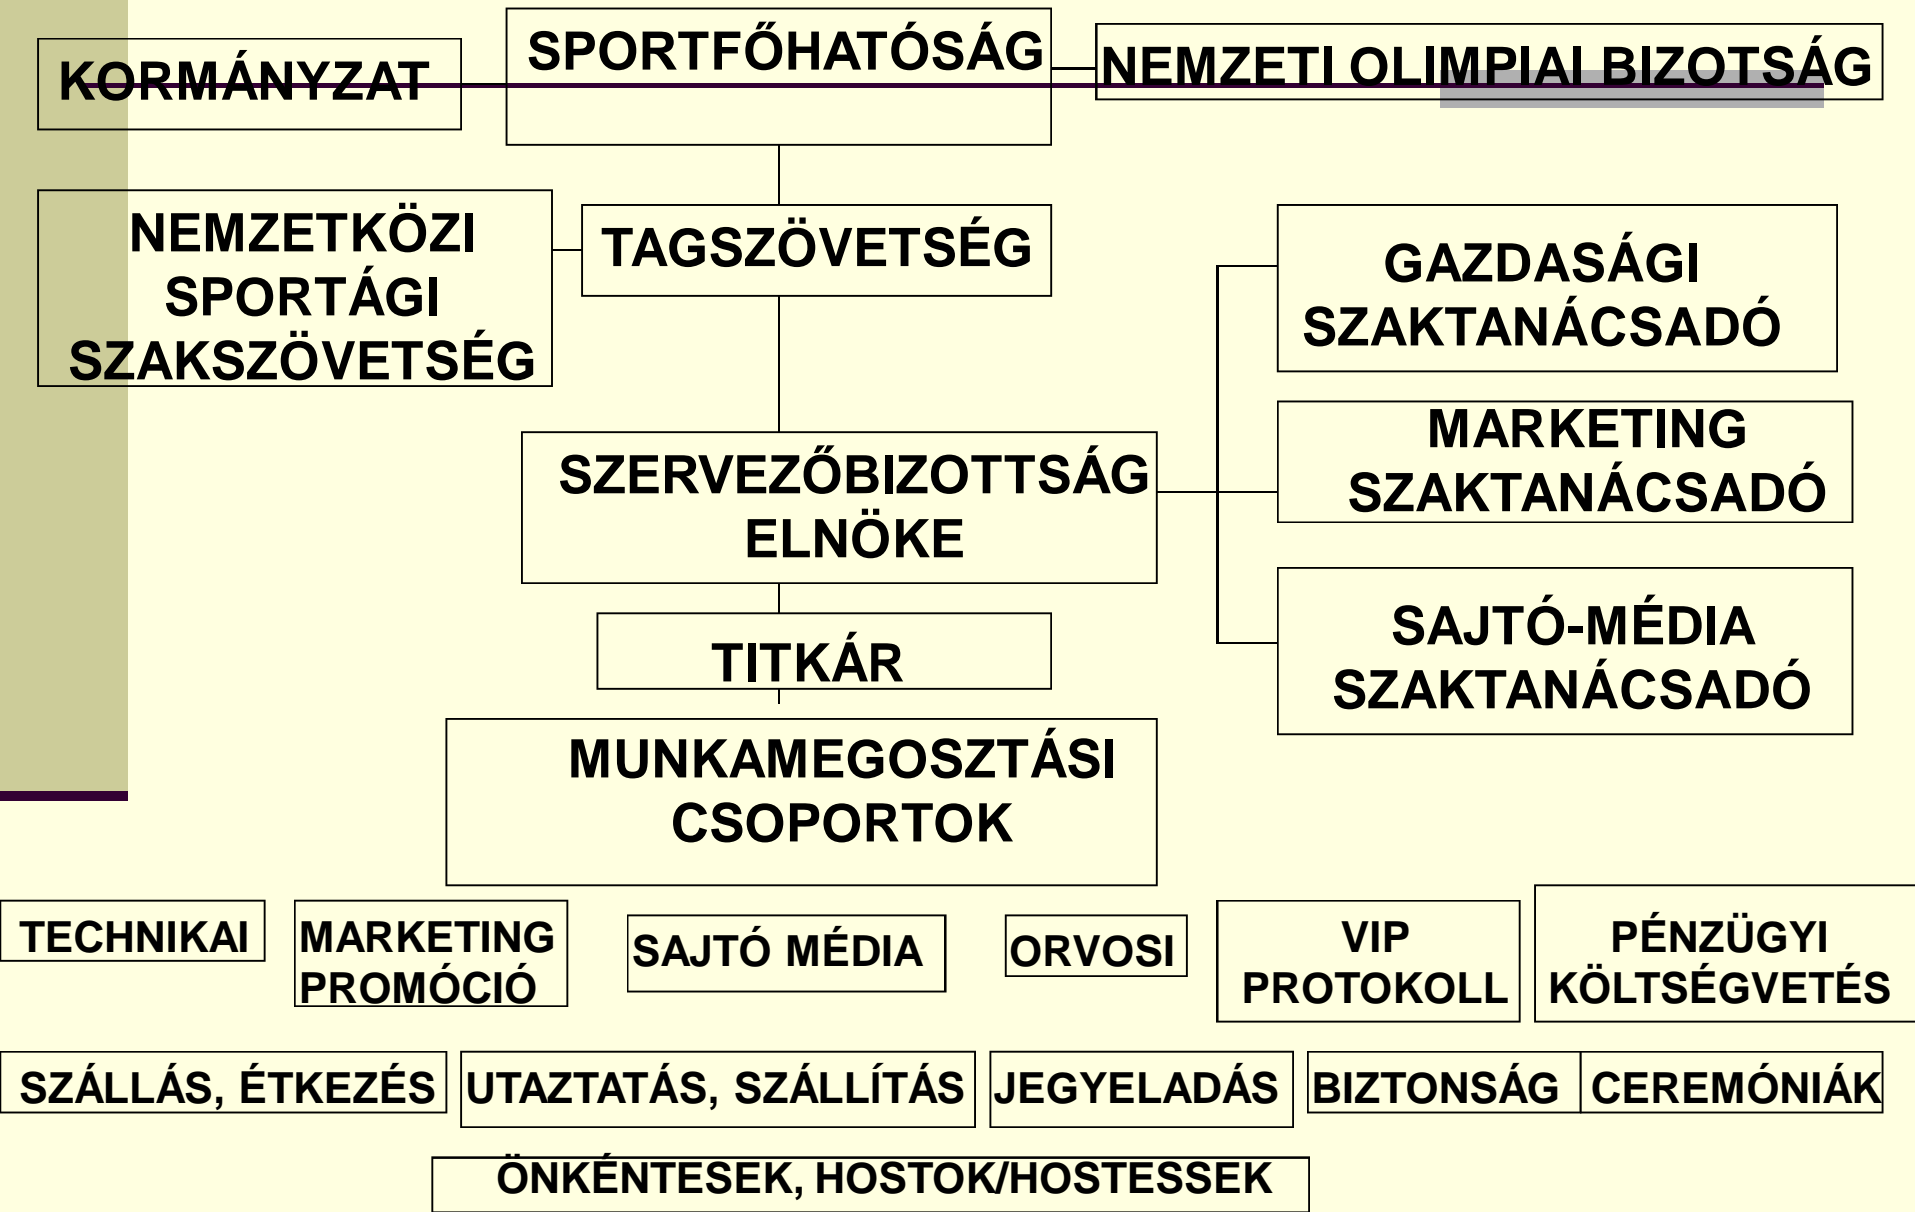 KORMÁNYZAT
SPORTFŐHATÓSÁG
NEMZETI OLIMPIAI BIZOTSÁG
NEMZETKÖZI
SPORTÁGI
SZAKSZÖVETSÉG
TAGSZÖVETSÉG
GAZDASÁGI
SZAKTANÁCSADÓ
MARKETING
SZAKTANÁCSADÓ
SZERVEZŐBIZOTTSÁG
ELNÖKE
SAJTÓ-MÉDIA
SZAKTANÁCSADÓ
TITKÁR
MUNKAMEGOSZTÁSI
CSOPORTOK
TECHNIKAI
MARKETING
PROMÓCIÓ
SAJTÓ MÉDIA
ORVOSI
VIP
PROTOKOLL
PÉNZÜGYI
KÖLTSÉGVETÉS
SZÁLLÁS, ÉTKEZÉS
UTAZTATÁS, SZÁLLÍTÁS
JEGYELADÁS
BIZTONSÁG
CEREMÓNIÁK
ÖNKÉNTESEK, HOSTOK/HOSTESSEK